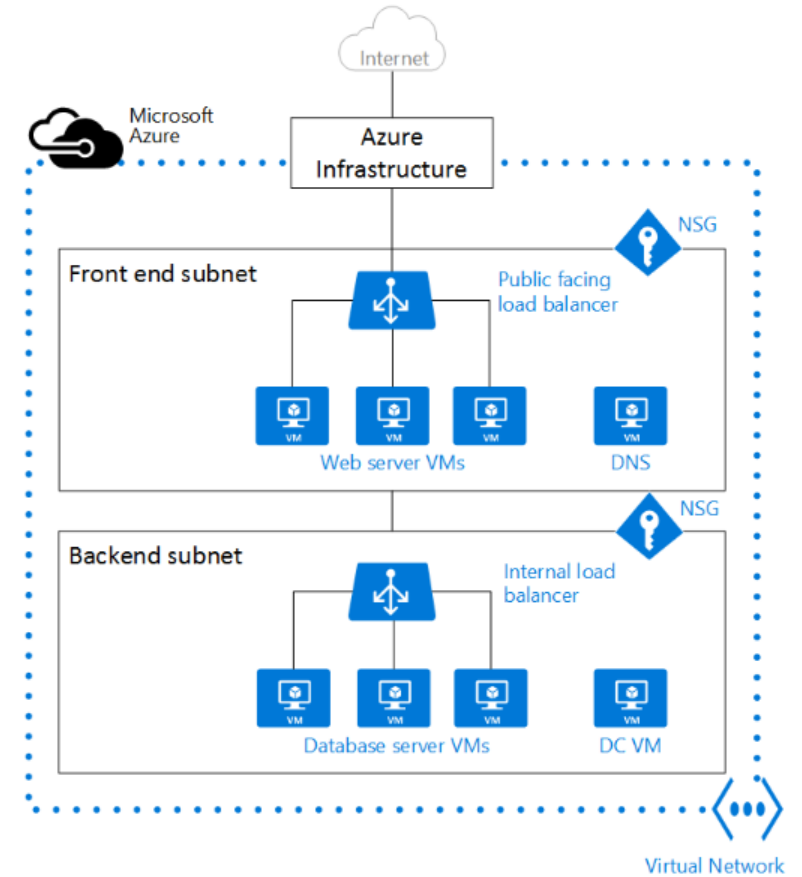 Internet
Microsoft
Azure
Azure
Infrastructure
NSG
Front end subnet
Public facing
load balancer
VM
VM
VM
VM
Web server VMs
DNS
NSG
Backend subnet
Internal load
balancer
VM
VM
VM
VM
Database server VMs
DC VM
Virtual Network